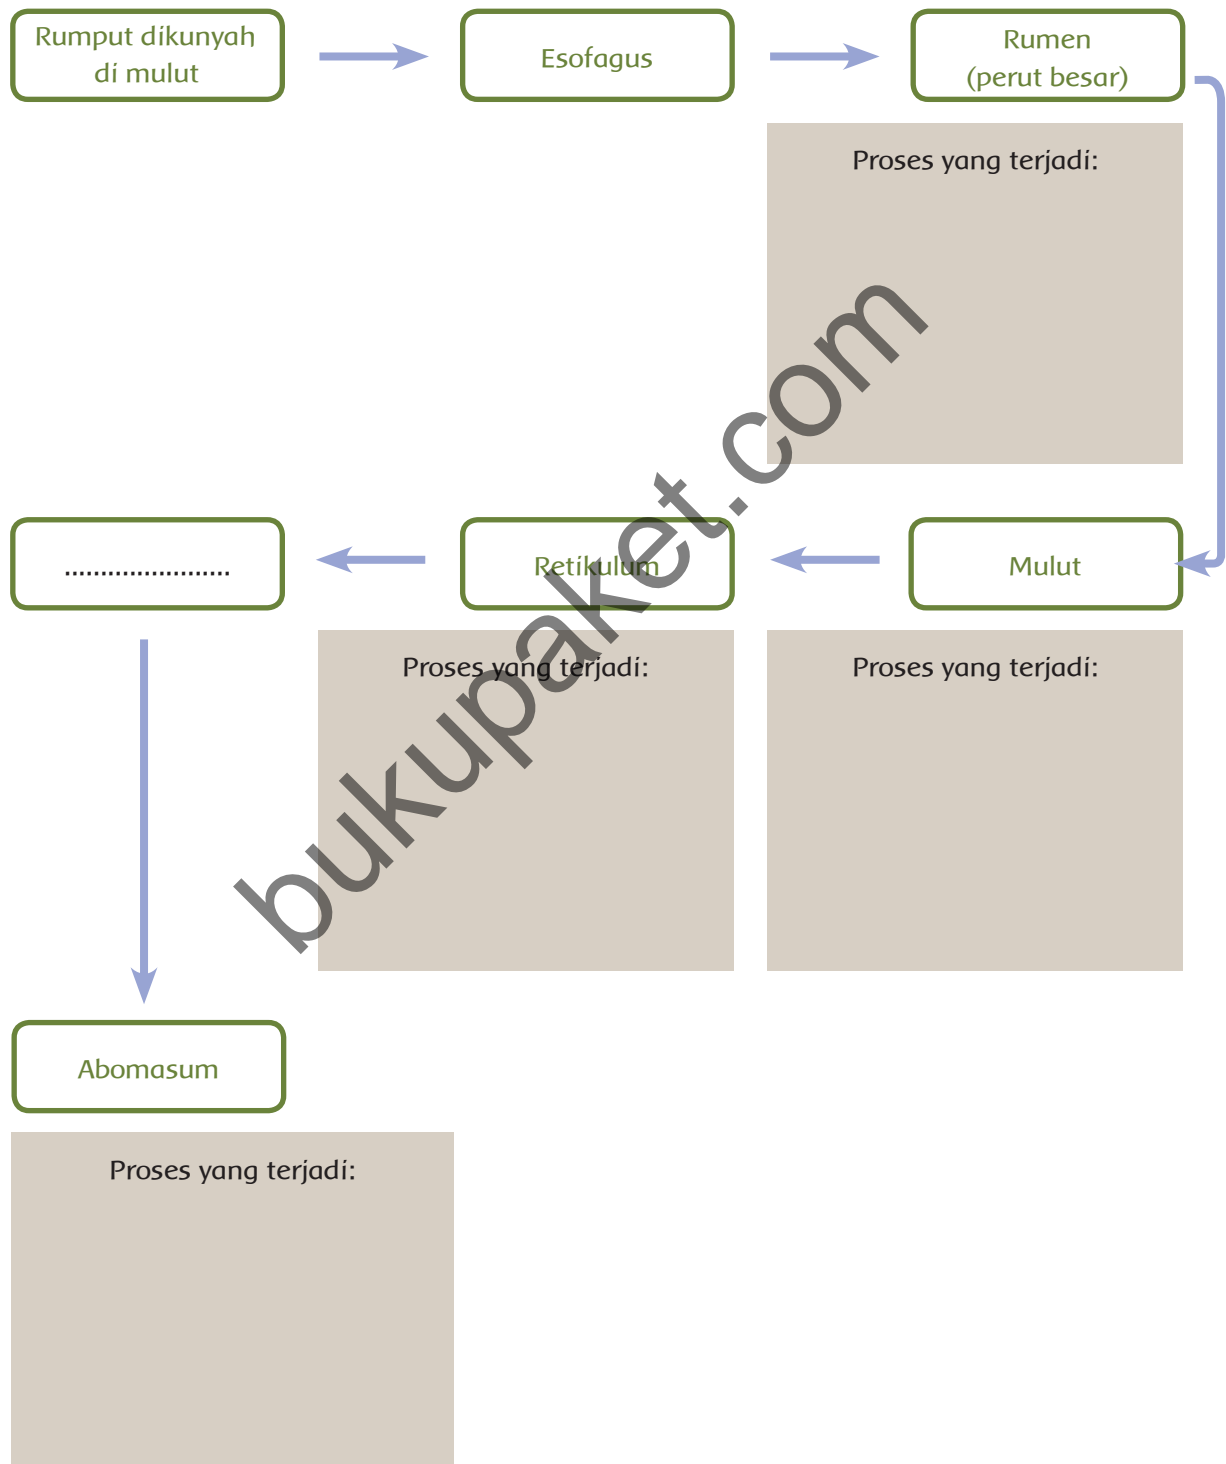 Rumput dikunyah
di mulut
Esofagus
Rumen
(perut besar)
Proses yang terjadi:
.......................
Retikulum
Mulut
Proses yang terjadi:
Proses yang terjadi:
Abomasum
Proses yang terjadi:
bukupaket.com